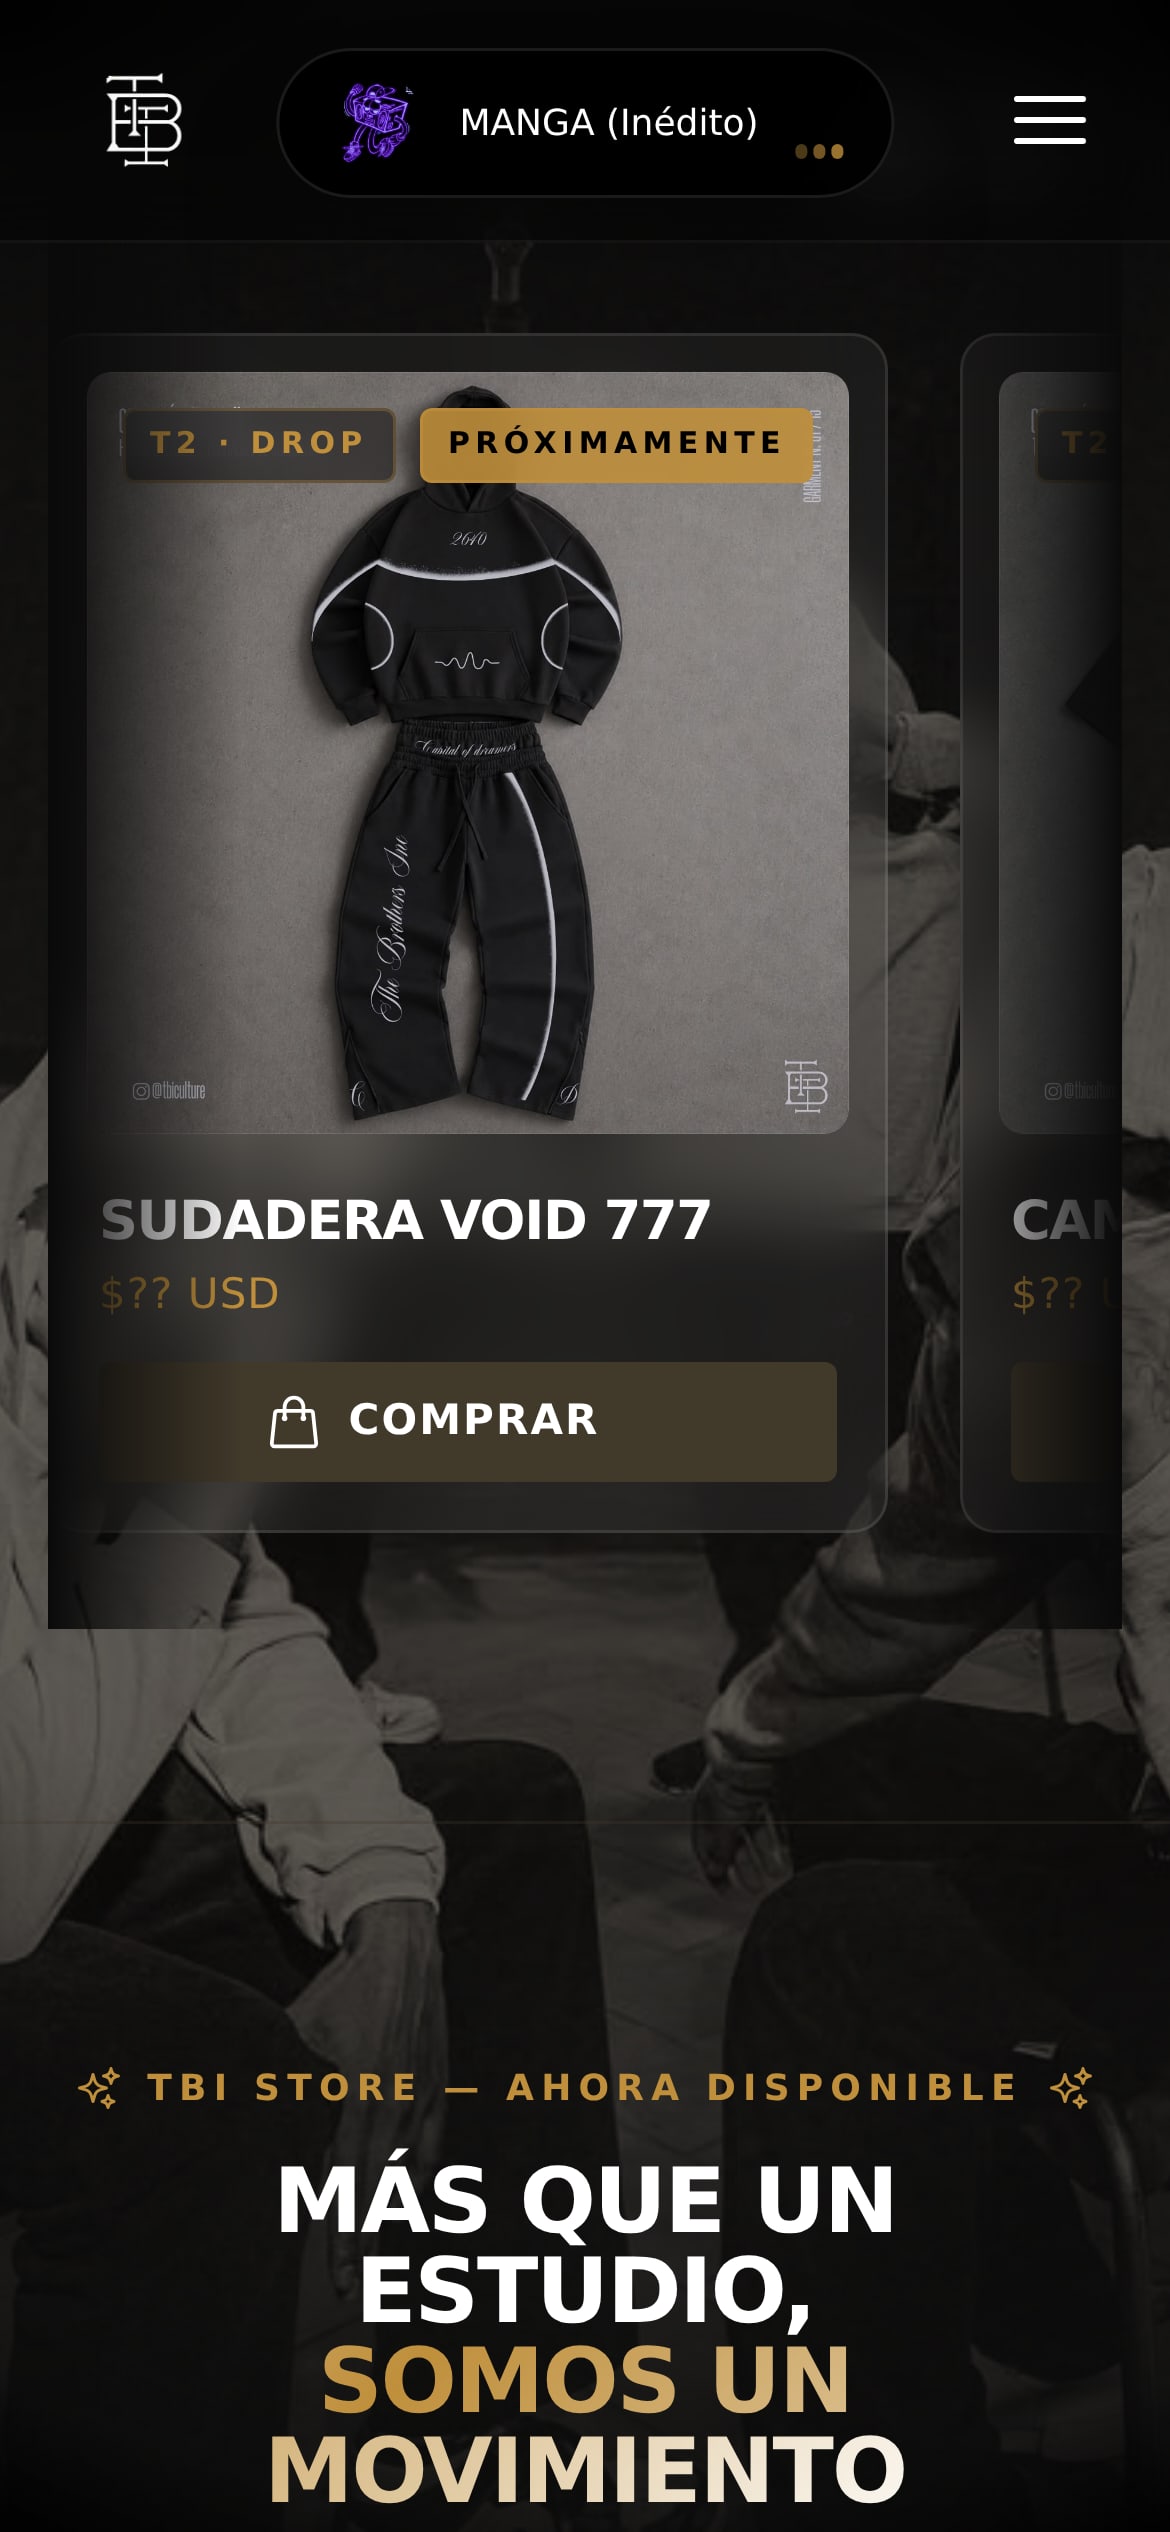 MANGA (Inédito)
T2 · DROP
PRÓXIMAMENTE
T2
2640
Capital of dreamers
The Brothers Inc
@tbiculture
@tbiculture
SUDADERA VOID 777
$?? USD
$??
COMPRAR
TBI STORE — AHORA DISPONIBLE
MÁS QUE UN
ESTUDIO,
SOMOS UN
MOVIMIENTO